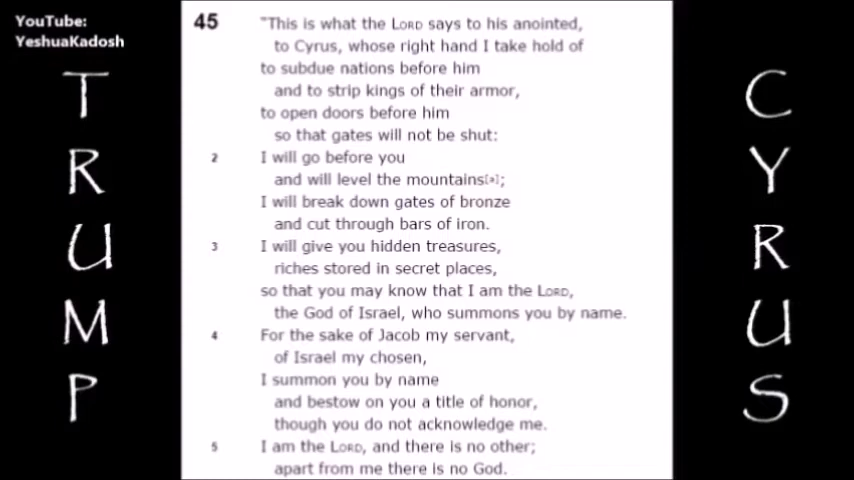 YouTube:
YeshuaKadosh
T
R
U
M
P
45 "This is what the LORD says to his anointed,
to Cyrus, whose right hand I take hold of
to subdue nations before him
and to strip kings of their armor,
to open doors before him
so that gates will not be shut:
2 I will go before you
and will level the mountains[a];
I will break down gates of bronze
and cut through bars of iron.
3 I will give you hidden treasures,
riches stored in secret places,
so that you may know that I am the LORD,
the God of Israel, who summons you by name.
4 For the sake of Jacob my servant,
of Israel my chosen,
I summon you by name
and bestow on you a title of honor,
though you do not acknowledge me.
5 I am the LORD, and there is no other;
apart from me there is no God.
C
Y
R
U
S